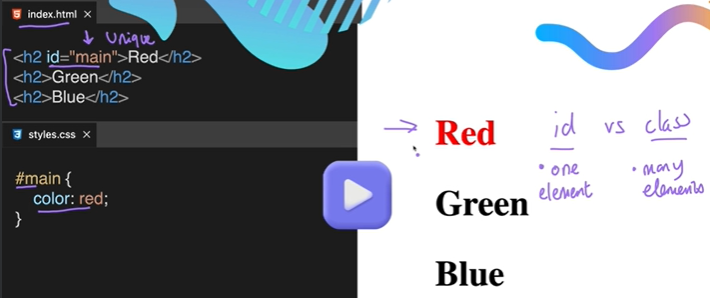 index.html ×
Unique
<h2 id="main">Red</h2>
<h2>Green</h2>
<h2>Blue</h2>
styles.css ×
#main {
color: red;
}
Red
Green
Blue
id vs class
• one element
• many elements